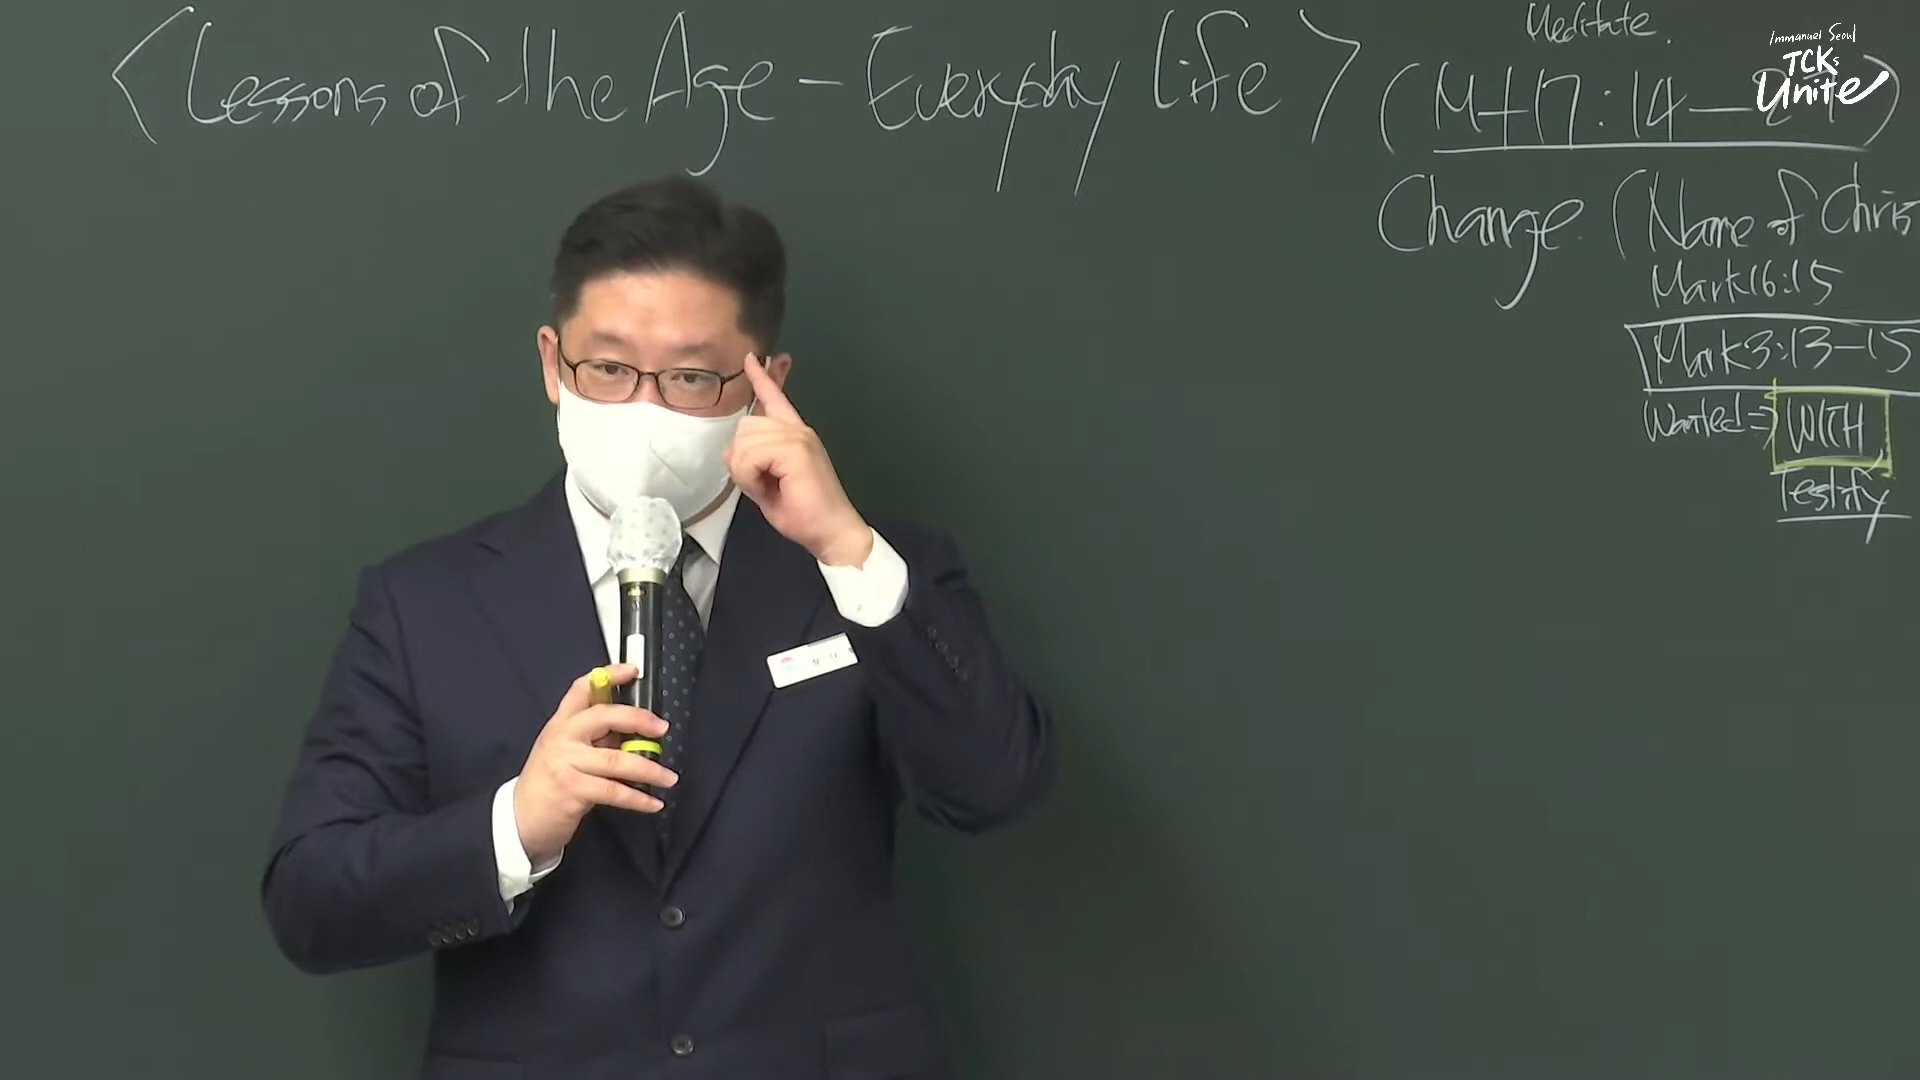 Meditate.
<Lessons of the Age - Everyday Life> (Mt 17:14-
Immanuel Seoul
TCKs
Unite
Change (Name of Chris
Mark 16:15
Mark 3:13-15
Wanted => WITH
Testify